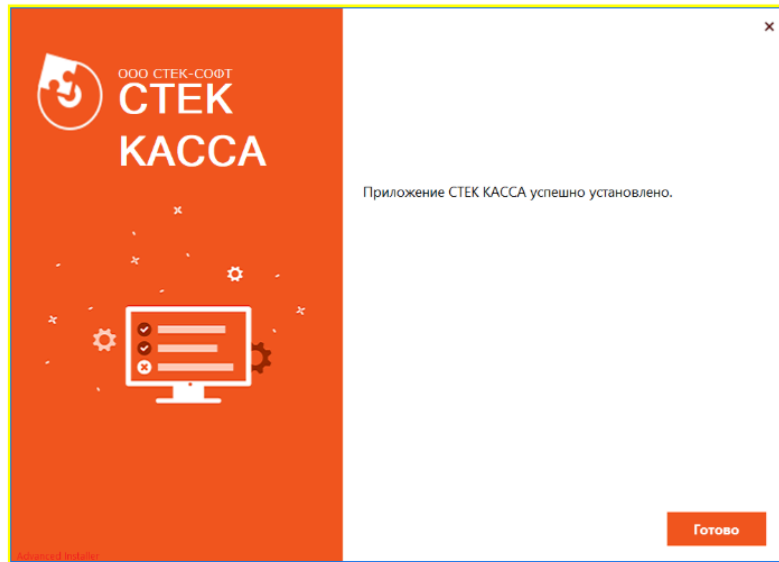 ООО СТЕК-СОФТ
СТЕК
КАССА
Приложение СТЕК КАССА успешно установлено.
Готово
Advanced Installer